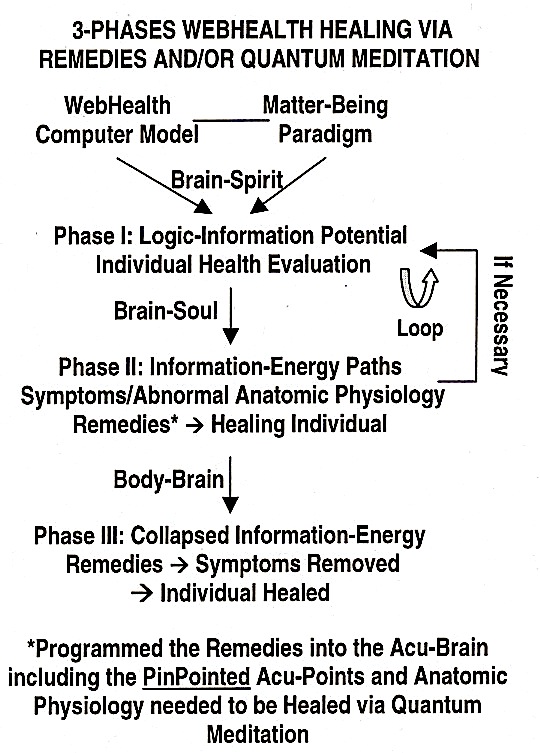 3-PHASES WEBHEALTH HEALING VIA
REMEDIES AND/OR QUANTUM MEDITATION
WebHealth
Computer Model
Matter-Being
Paradigm
Brain-Spirit
Phase I: Logic-Information Potential
Individual Health Evaluation
Loop
If Necessary
Brain-Soul
Phase II: Information-Energy Paths
Symptoms/Abnormal Anatomic Physiology
Remedies* → Healing Individual
Body-Brain
Phase III: Collapsed Information-Energy
Remedies → Symptoms Removed
→ Individual Healed
*Programmed the Remedies into the Acu-Brain
including the PinPointed Acu-Points and Anatomic
Physiology needed to be Healed via Quantum
Meditation